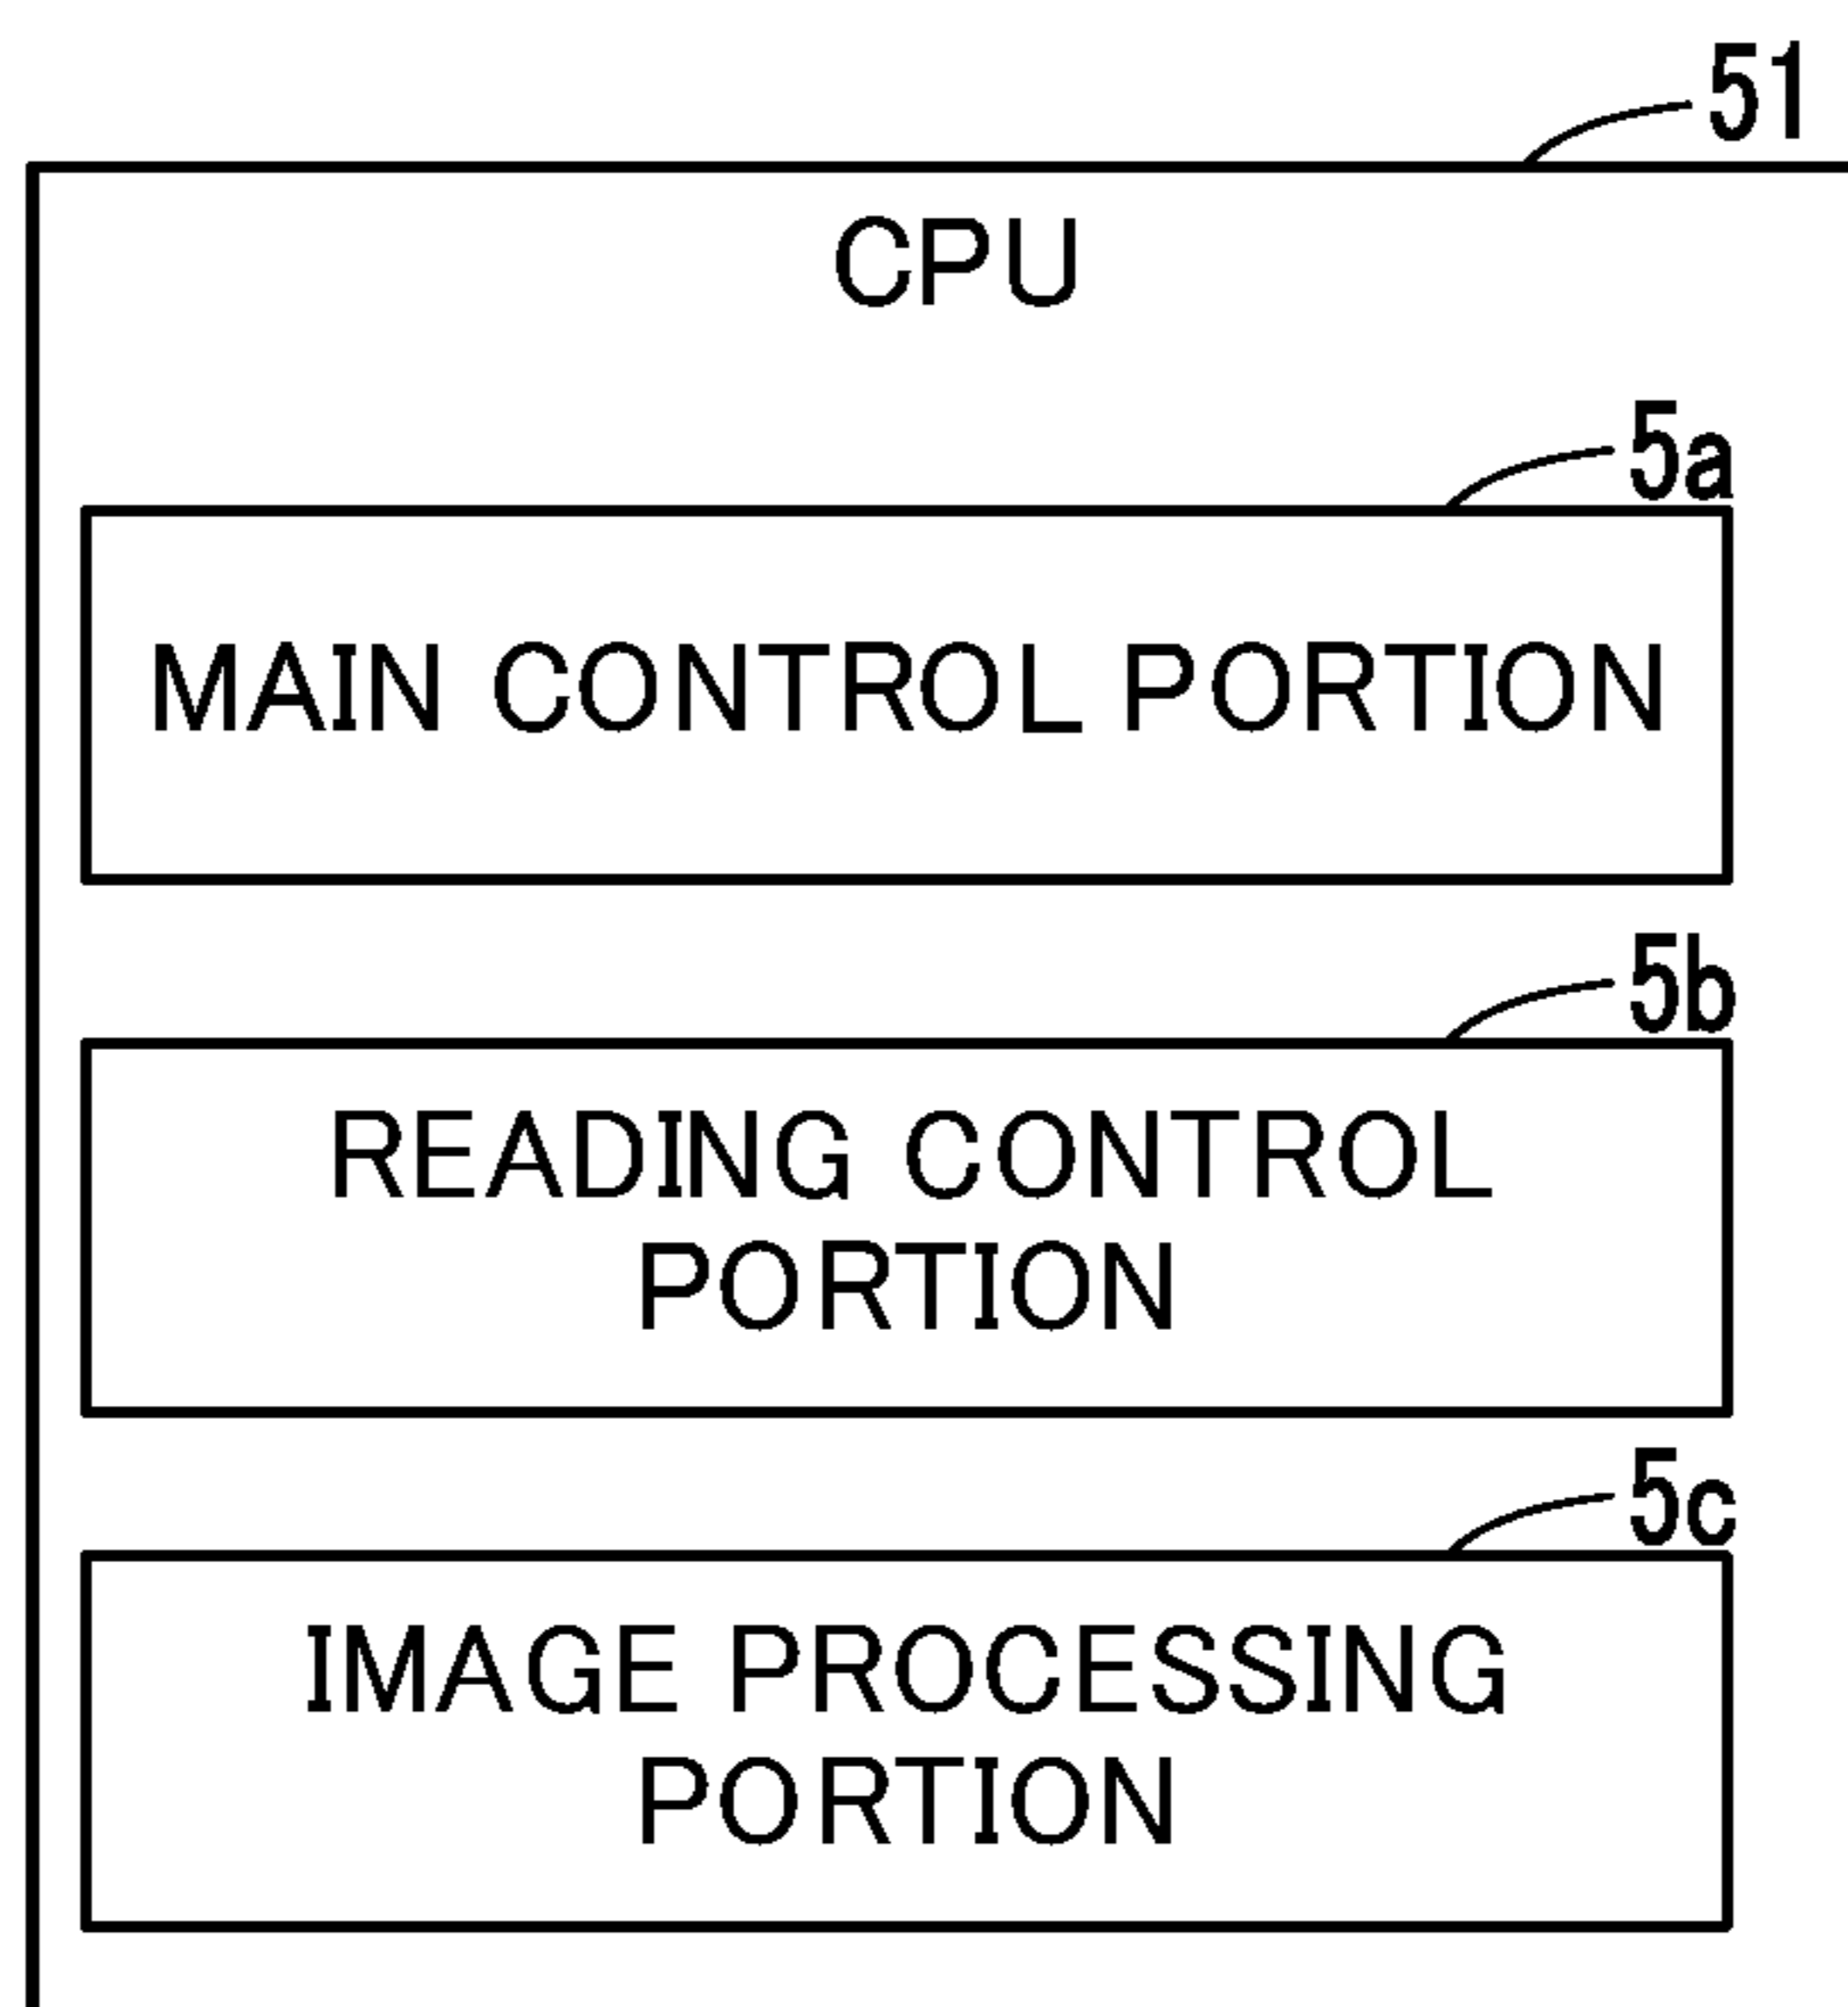 51
CPU
5a
MAIN CONTROL PORTION
5b
READING CONTROL
PORTION
5c
IMAGE PROCESSING
PORTION